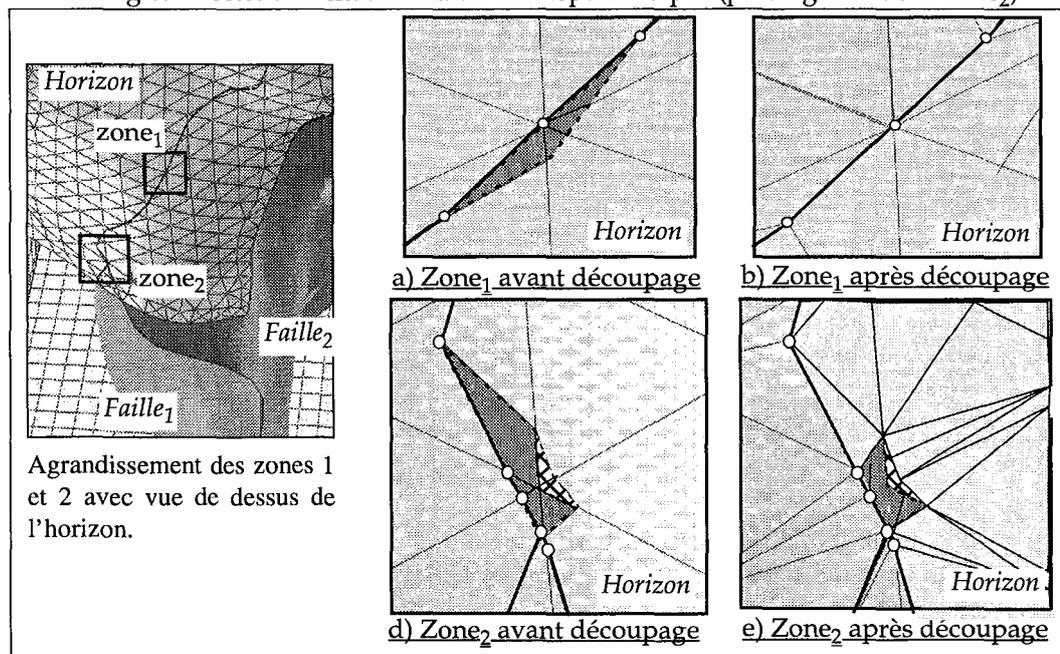 Horizon
zone1
zone2
Faille2
Faille1
Agrandissement des zones 1
et 2 avec vue de dessus de
l'horizon.
Horizon
a) Zone1 avant découpage
Horizon
b) Zone1 après découpage
Horizon
d) Zone2 avant découpage
Horizon
e) Zone2 après découpage